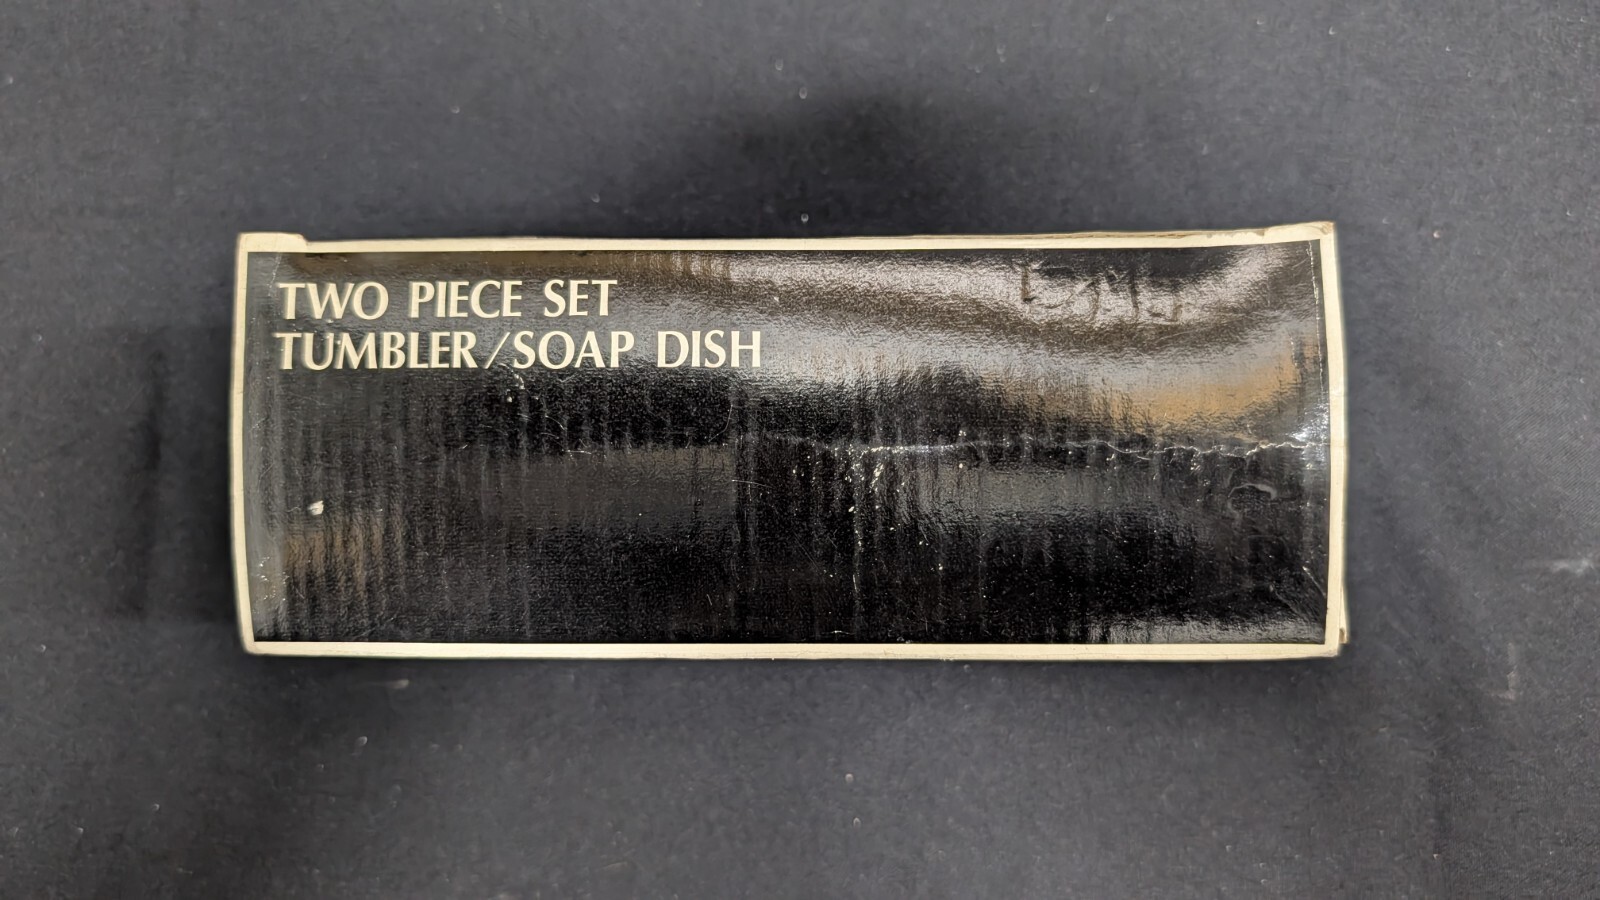 TWO PIECE SET
TUMBLER/SOAP DISH